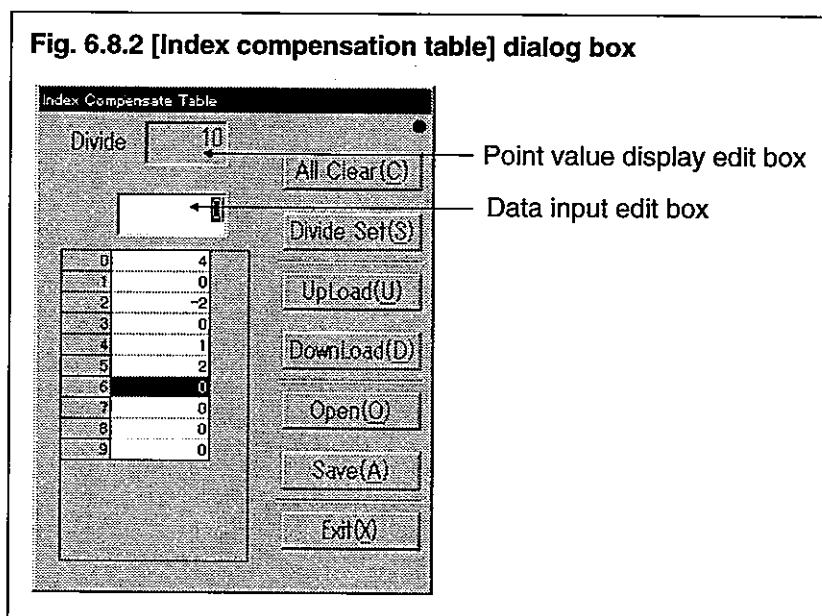 Fig. 6.8.2 [Index compensation table] dialog box
Index Compensate Table
Divide 10
Point value display edit box
All Clear(C)
Data input edit box
Divide Set(S)
0 4
1 0
2 -2
3 0
4 1
5 2
6 0
7 0
8 0
9 0
UpLoad(U)
DownLoad(D)
Open(O)
Save(A)
Exit(X)